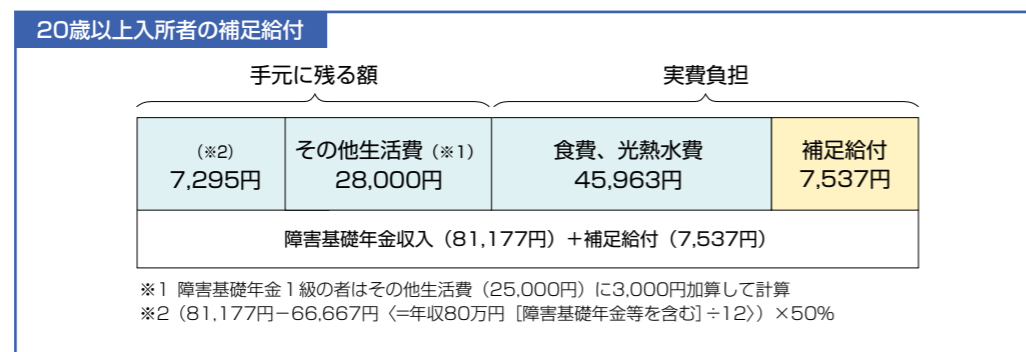 20歳以上入所者の補足給付
手元に残る額 実費負担
(※2) その他生活費(※1) 食費、光熱水費 補足給付
7,295円 28,000円 45,963円 7,537円
障害基礎年金収入(81,177円)+補足給付(7,537円)
※1 障害基礎年金1級の者はその他生活費(25,000円)に3,000円加算して計算
※2(81,177円-66,667円〈=年収80万円[障害基礎年金等を含む]÷12〉)×50%